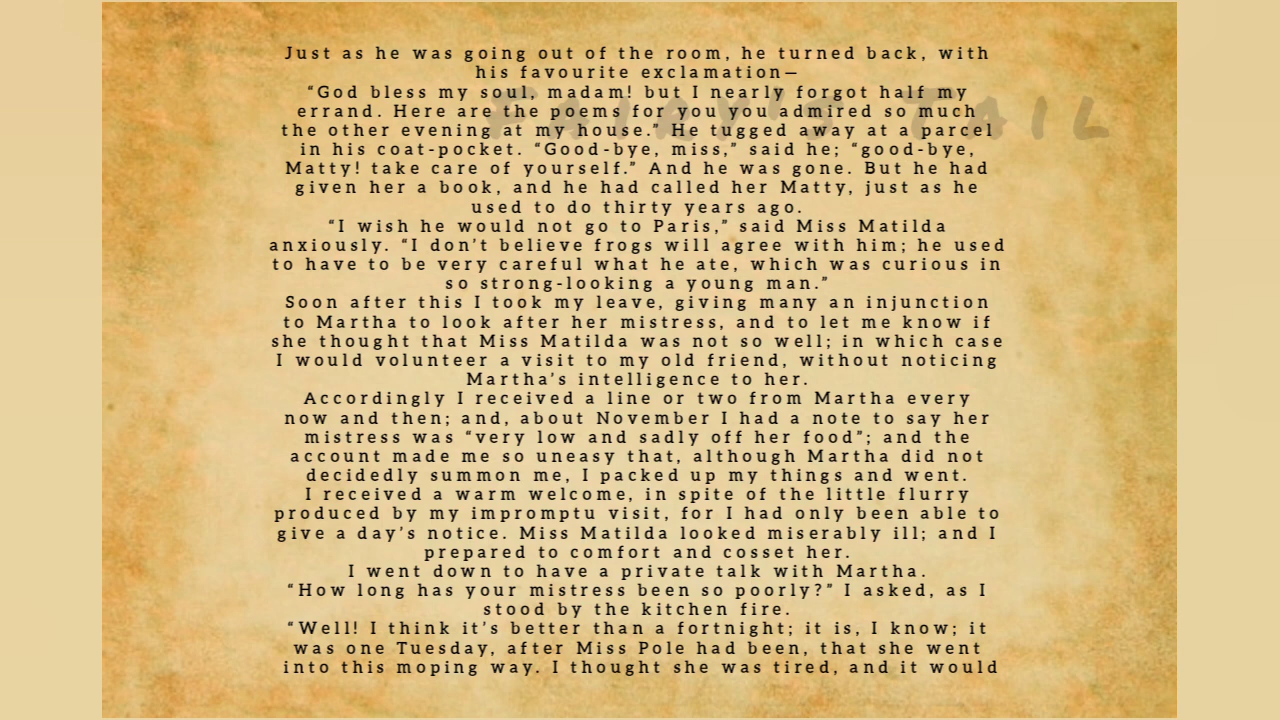 Just as he was going out of the room, he turned back, with
his favourite exclamation—
“God bless my soul, madam! but I nearly forgot half my
errand. Here are the poems for you you admired so much
the other evening at my house.” He tugged away at a parcel
in his coat-pocket. “Good-bye, miss,” said he; “good-bye,
Matty! take care of yourself.” And he was gone. But he had
given her a book, and he had called her Matty, just as he
used to do thirty years ago.
“I wish he would not go to Paris,” said Miss Matilda
anxiously. “I don’t believe frogs will agree with him; he used
to have to be very careful what he ate, which was curious in
so strong-looking a young man.”
Soon after this I took my leave, giving many an injunction
to Martha to look after her mistress, and to let me know if
she thought that Miss Matilda was not so well; in which case
I would volunteer a visit to my old friend, without noticing
Martha’s intelligence to her.
Accordingly I received a line or two from Martha every
now and then; and, about November I had a note to say her
mistress was “very low and sadly off her food”; and the
account made me so uneasy that, although Martha did not
decidedly summon me, I packed up my things and went.
I received a warm welcome, in spite of the little flurry
produced by my impromptu visit, for I had only been able to
give a day’s notice. Miss Matilda looked miserably ill; and I
prepared to comfort and cosset her.
I went down to have a private talk with Martha.
“How long has your mistress been so poorly?” I asked, as I
stood by the kitchen fire.
“Well! I think it’s better than a fortnight; it is, I know; it
was one Tuesday, after Miss Pole had been, that she went
into this moping way. I thought she was tired, and it would
TAIL